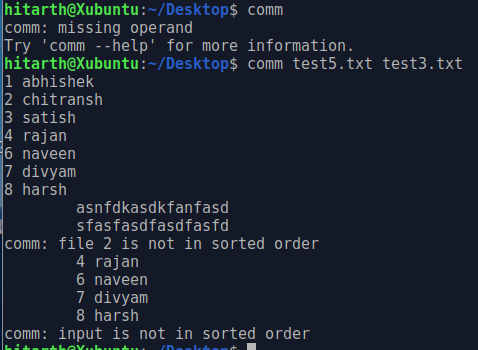 hitarth@Xubuntu:~/Desktop$ comm
comm: missing operand
Try 'comm --help' for more information.
hitarth@Xubuntu:~/Desktop$ comm test5.txt test3.txt
1 abhishek
2 chitransh
3 satish
4 rajan
6 naveen
7 divyam
8 harsh
        asnfdkasdkfanfasd
        sfasfasdfasdfasfd
comm: file 2 is not in sorted order
        4 rajan
        6 naveen
        7 divyam
        8 harsh
comm: input is not in sorted order
hitarth@Xubuntu:~/Desktop$